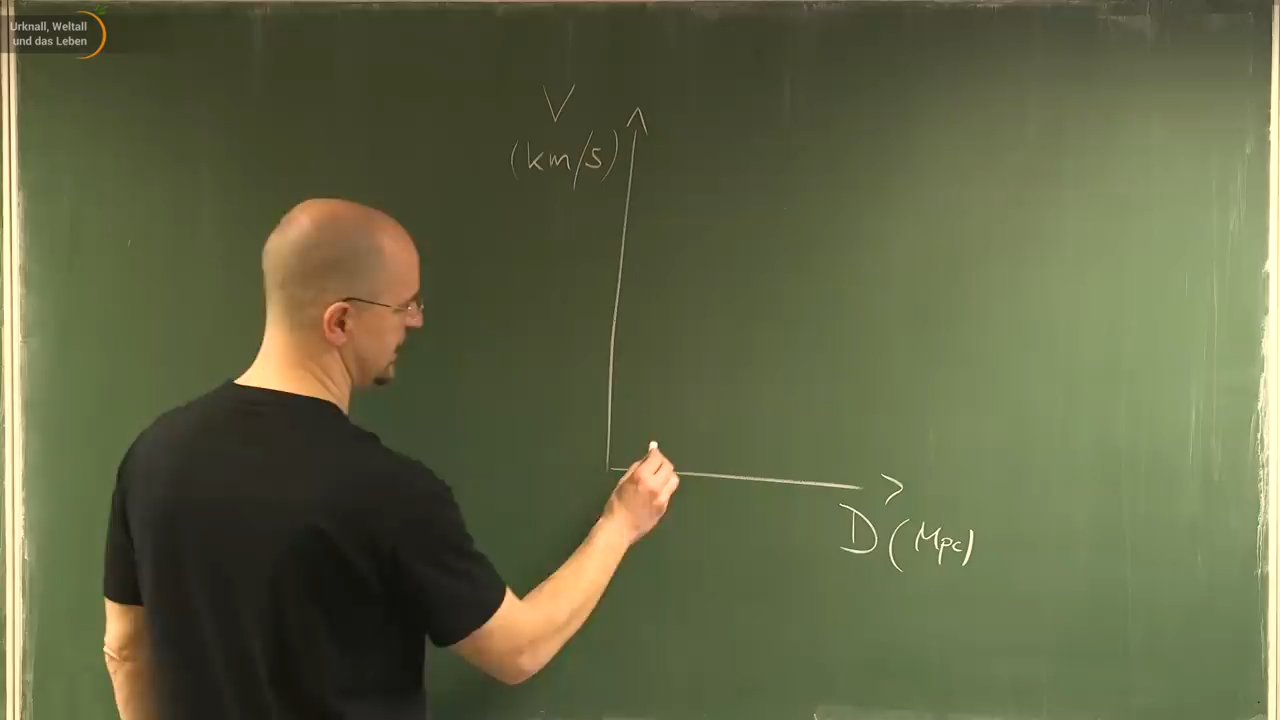 Urknall, Weltall
und das Leben
V
(km/s)
D (Mpc)